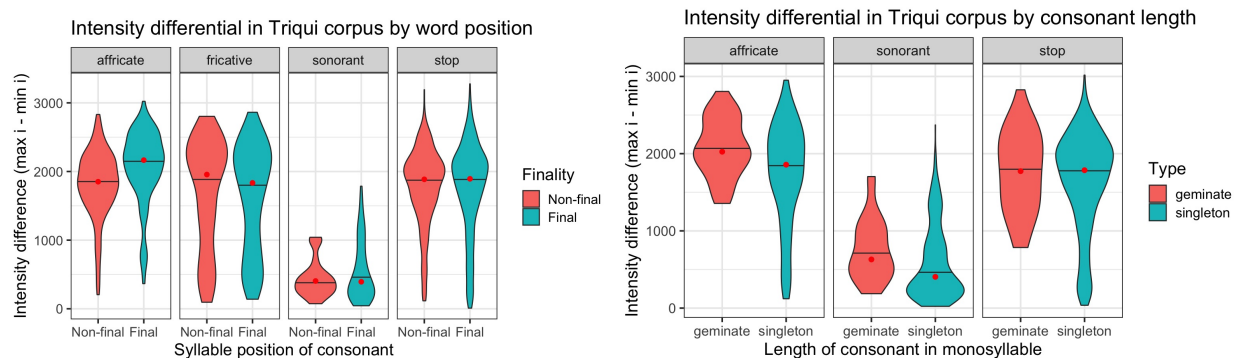 Intensity differential in Triqui corpus by word position
affricate fricative sonorant stop
Intensity difference (max i - min i)
3000
2000
1000
0
Non-final Final Non-final Final Non-final Final Non-final Final
Syllable position of consonant
Finality
Non-final
Final
Intensity differential in Triqui corpus by consonant length
affricate sonorant stop
Intensity difference (max i - min i)
3000
2000
1000
0
geminate singleton geminate singleton geminate singleton
Length of consonant in monosyllable
Type
geminate
singleton